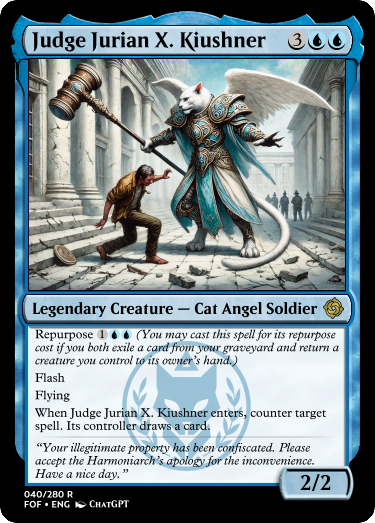 Judge Jurian X. Kiushner 3
Legendary Creature — Cat Angel Soldier
Repurpose 1 (You may cast this spell for its repurpose
cost if you both exile a card from your graveyard and return a
creature you control to its owner's hand.)
Flash
Flying
When Judge Jurian X. Kiushner enters, counter target
spell. Its controller draws a card.
“Your illegitimate property has been confiscated. Please
accept the Harmoniarch's apology for the inconvenience.
Have a nice day.”
2/2
040/280 R
FOF • ENG ChatGPT